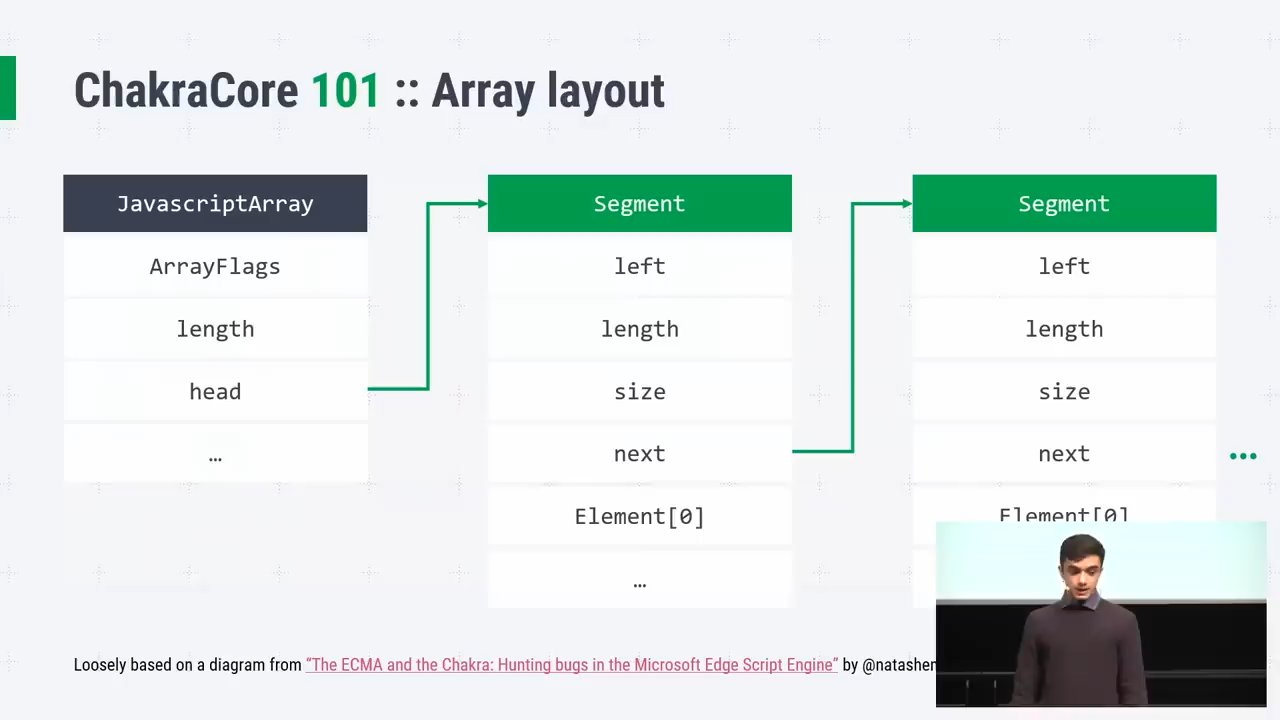 ChakraCore 101 :: Array layout
JavascriptArray
ArrayFlags
length
head
…
Segment
left
length
size
next
Element[0]
…
Segment
left
length
size
next
Element[0]
Loosely based on a diagram from “The ECMA and the Chakra: Hunting bugs in the Microsoft Edge Script Engine” by